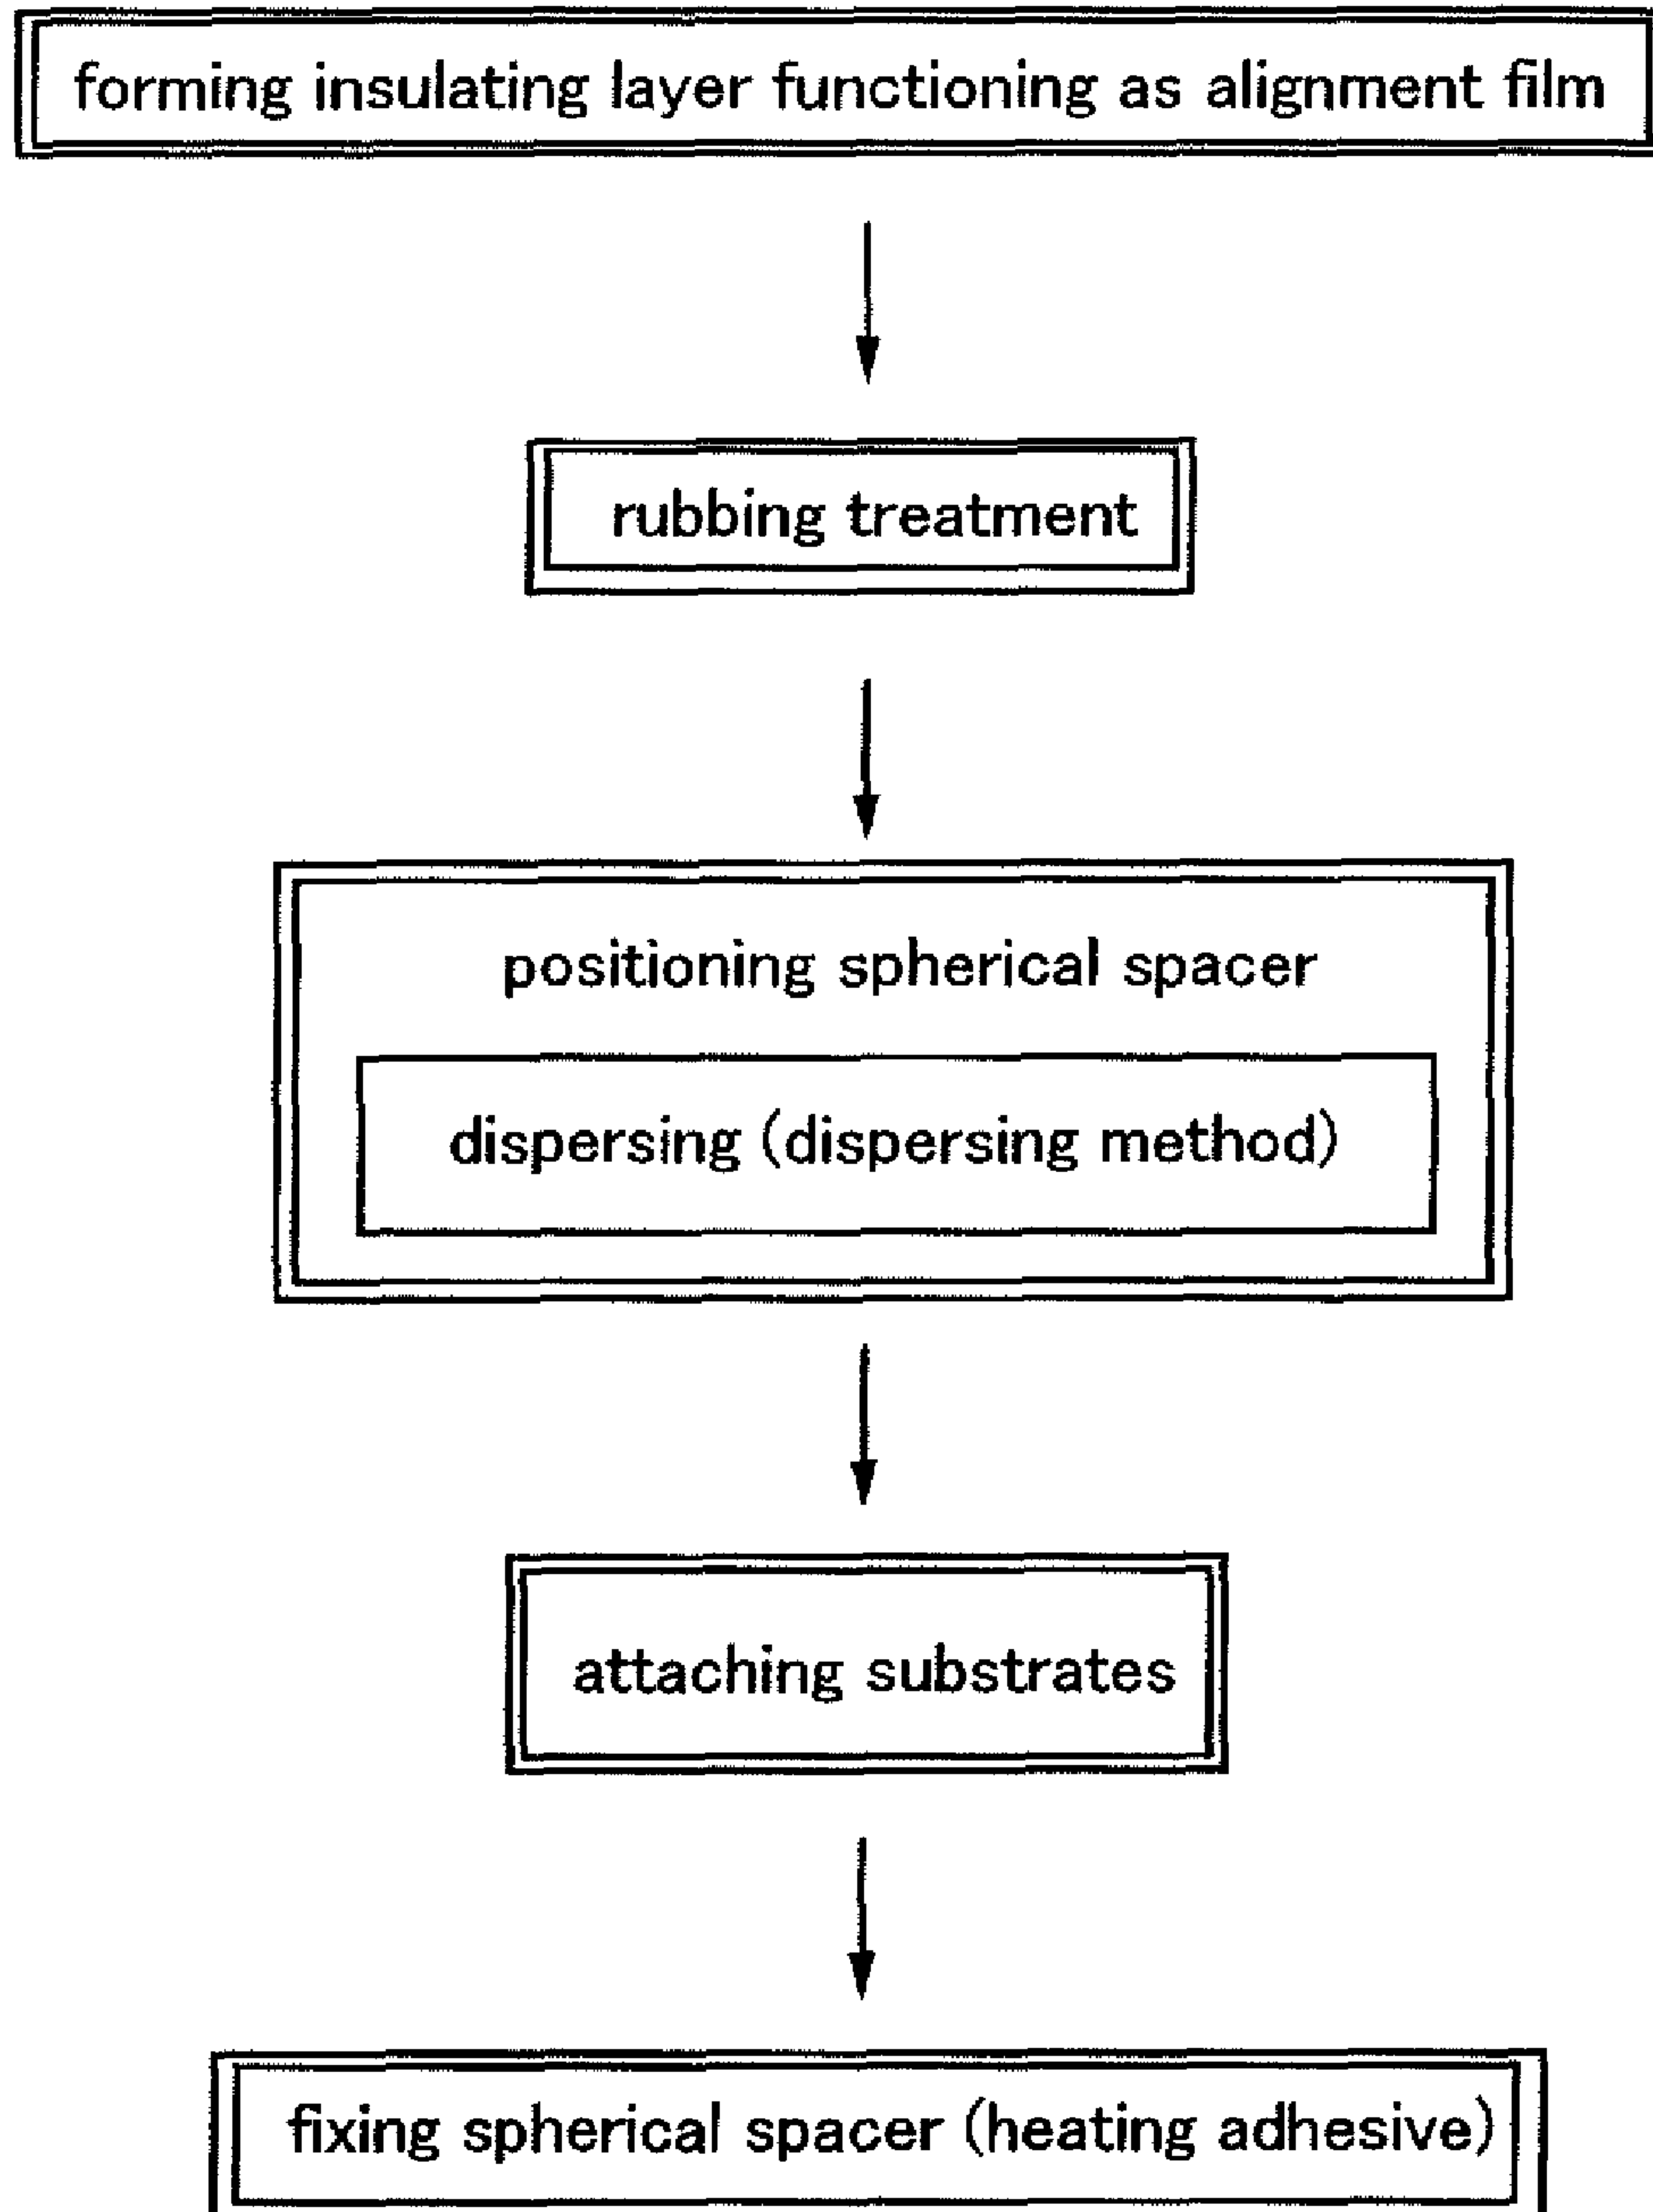 forming insulating layer functioning as alignment film
rubbing treatment
positioning spherical spacer
dispersing (dispersing method)
attaching substrates
fixing spherical spacer (heating adhesive)